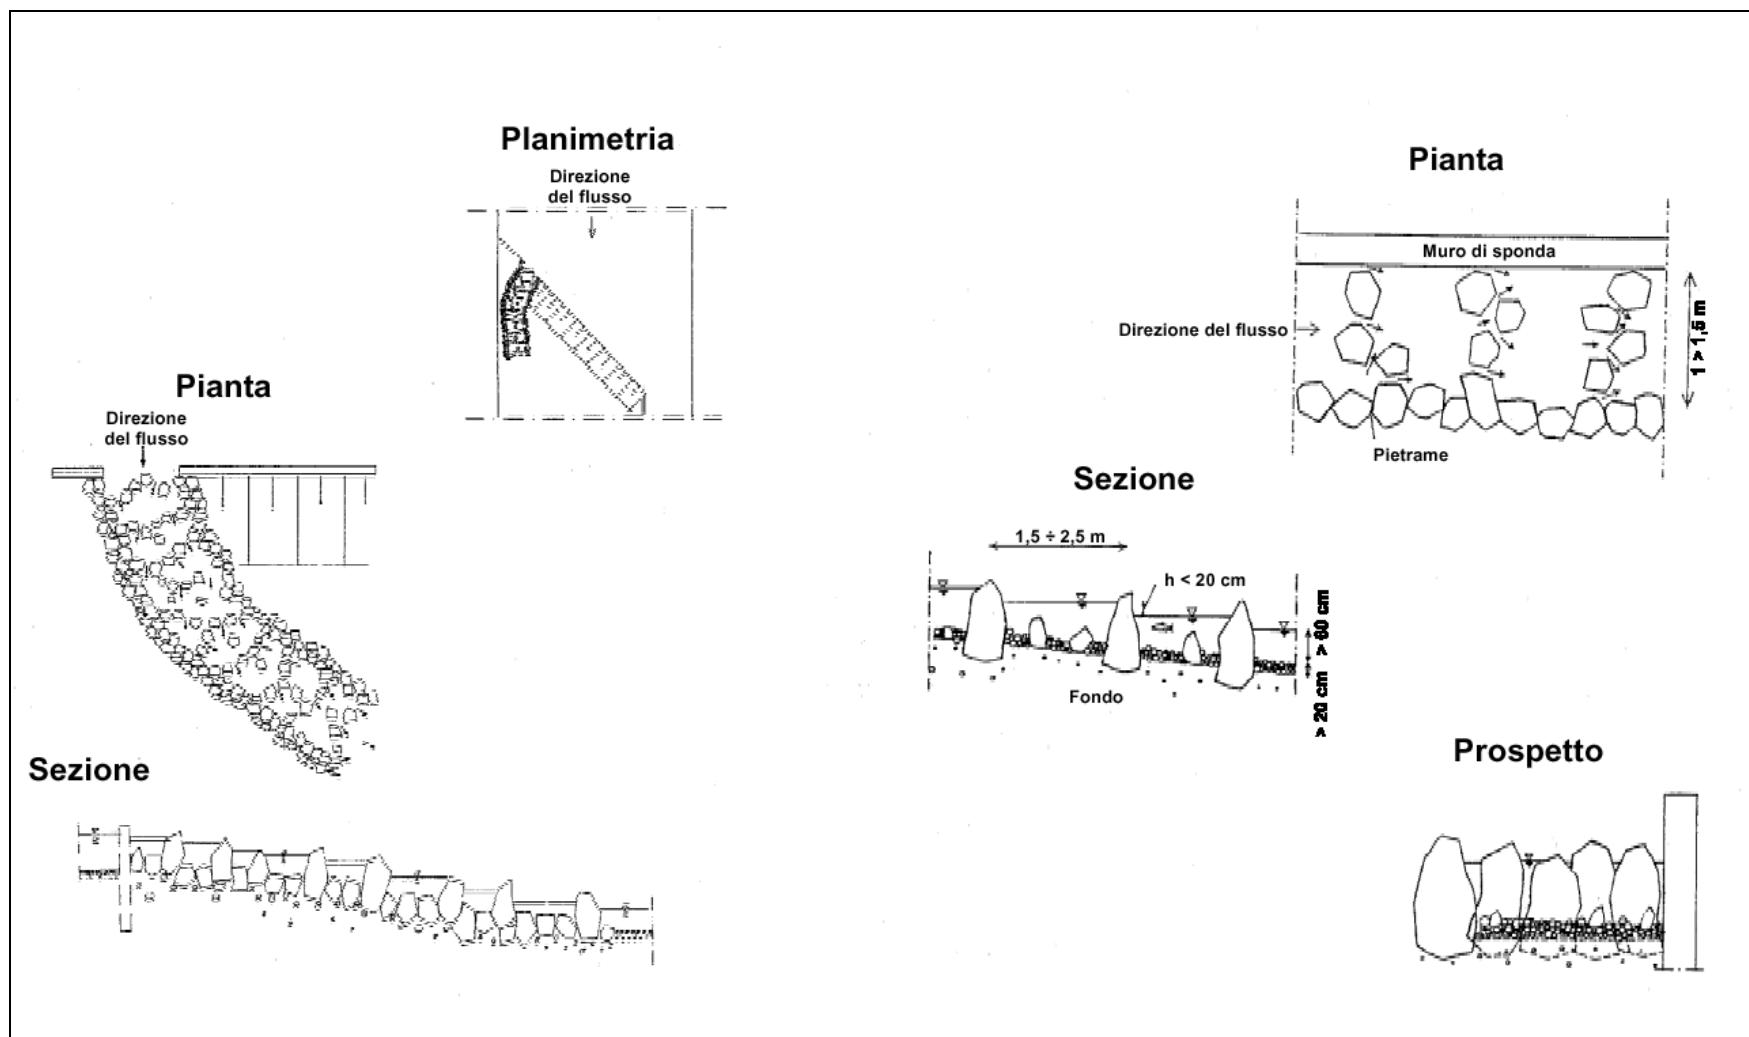 Planimetria
Direzione
del flusso
Pianta
Direzione
del flusso
Sezione
Pianta
Muro di sponda
Direzione del flusso
1 > 1,5 m
Pietrame
Sezione
1,5 ÷ 2,5 m
h < 20 cm
> 20 cm > 60 cm
Fondo
Prospetto